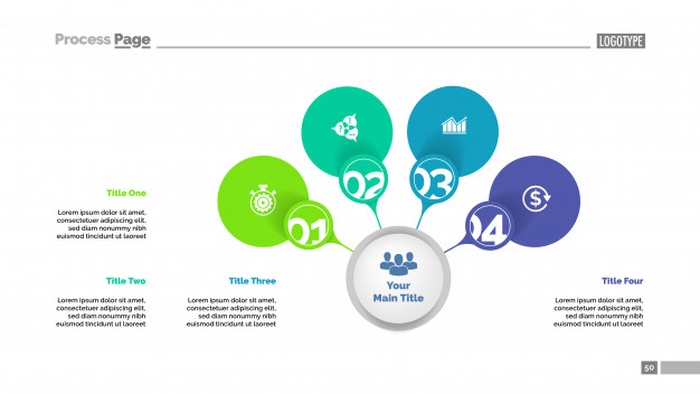 Process Page
LOGOTYPE
01
02
03
04
Your
Main Title
Title One
Lorem ipsum dolor sit amet,
consectetuer adipiscing elit,
sed diam nonummy nibh
euismod tincidunt ut laoreet
Title Two
Lorem ipsum dolor sit amet,
consectetuer adipiscing elit,
sed diam nonummy nibh
euismod tincidunt ut laoreet
Title Three
Lorem ipsum dolor sit amet,
consectetuer adipiscing elit,
sed diam nonummy nibh
euismod tincidunt ut laoreet
Title Four
Lorem ipsum dolor sit amet,
consectetuer adipiscing elit,
sed diam nonummy nibh
euismod tincidunt ut laoreet
50